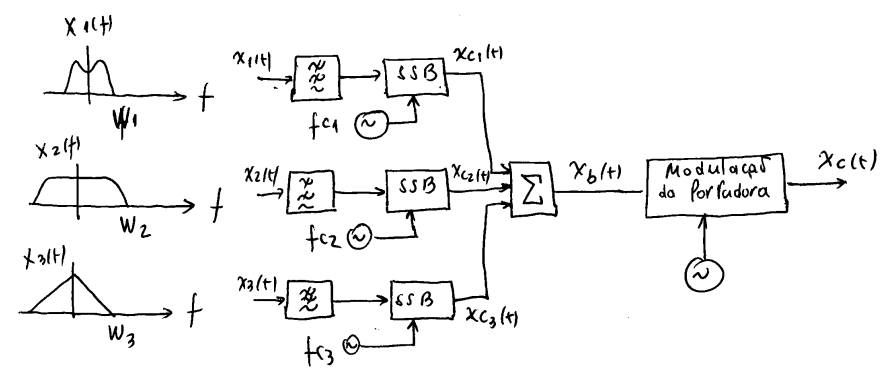 X1(t)
f
W1
x1(t)
SSB
xc1(t)
fc1
X2(t)
f
W2
x2(t)
SSB
xc2(t)
fc2
Σ
xb(t)
Modulação
da Portadora
xc(t)
X3(t)
f
W3
x3(t)
SSB
xc3(t)
fc3